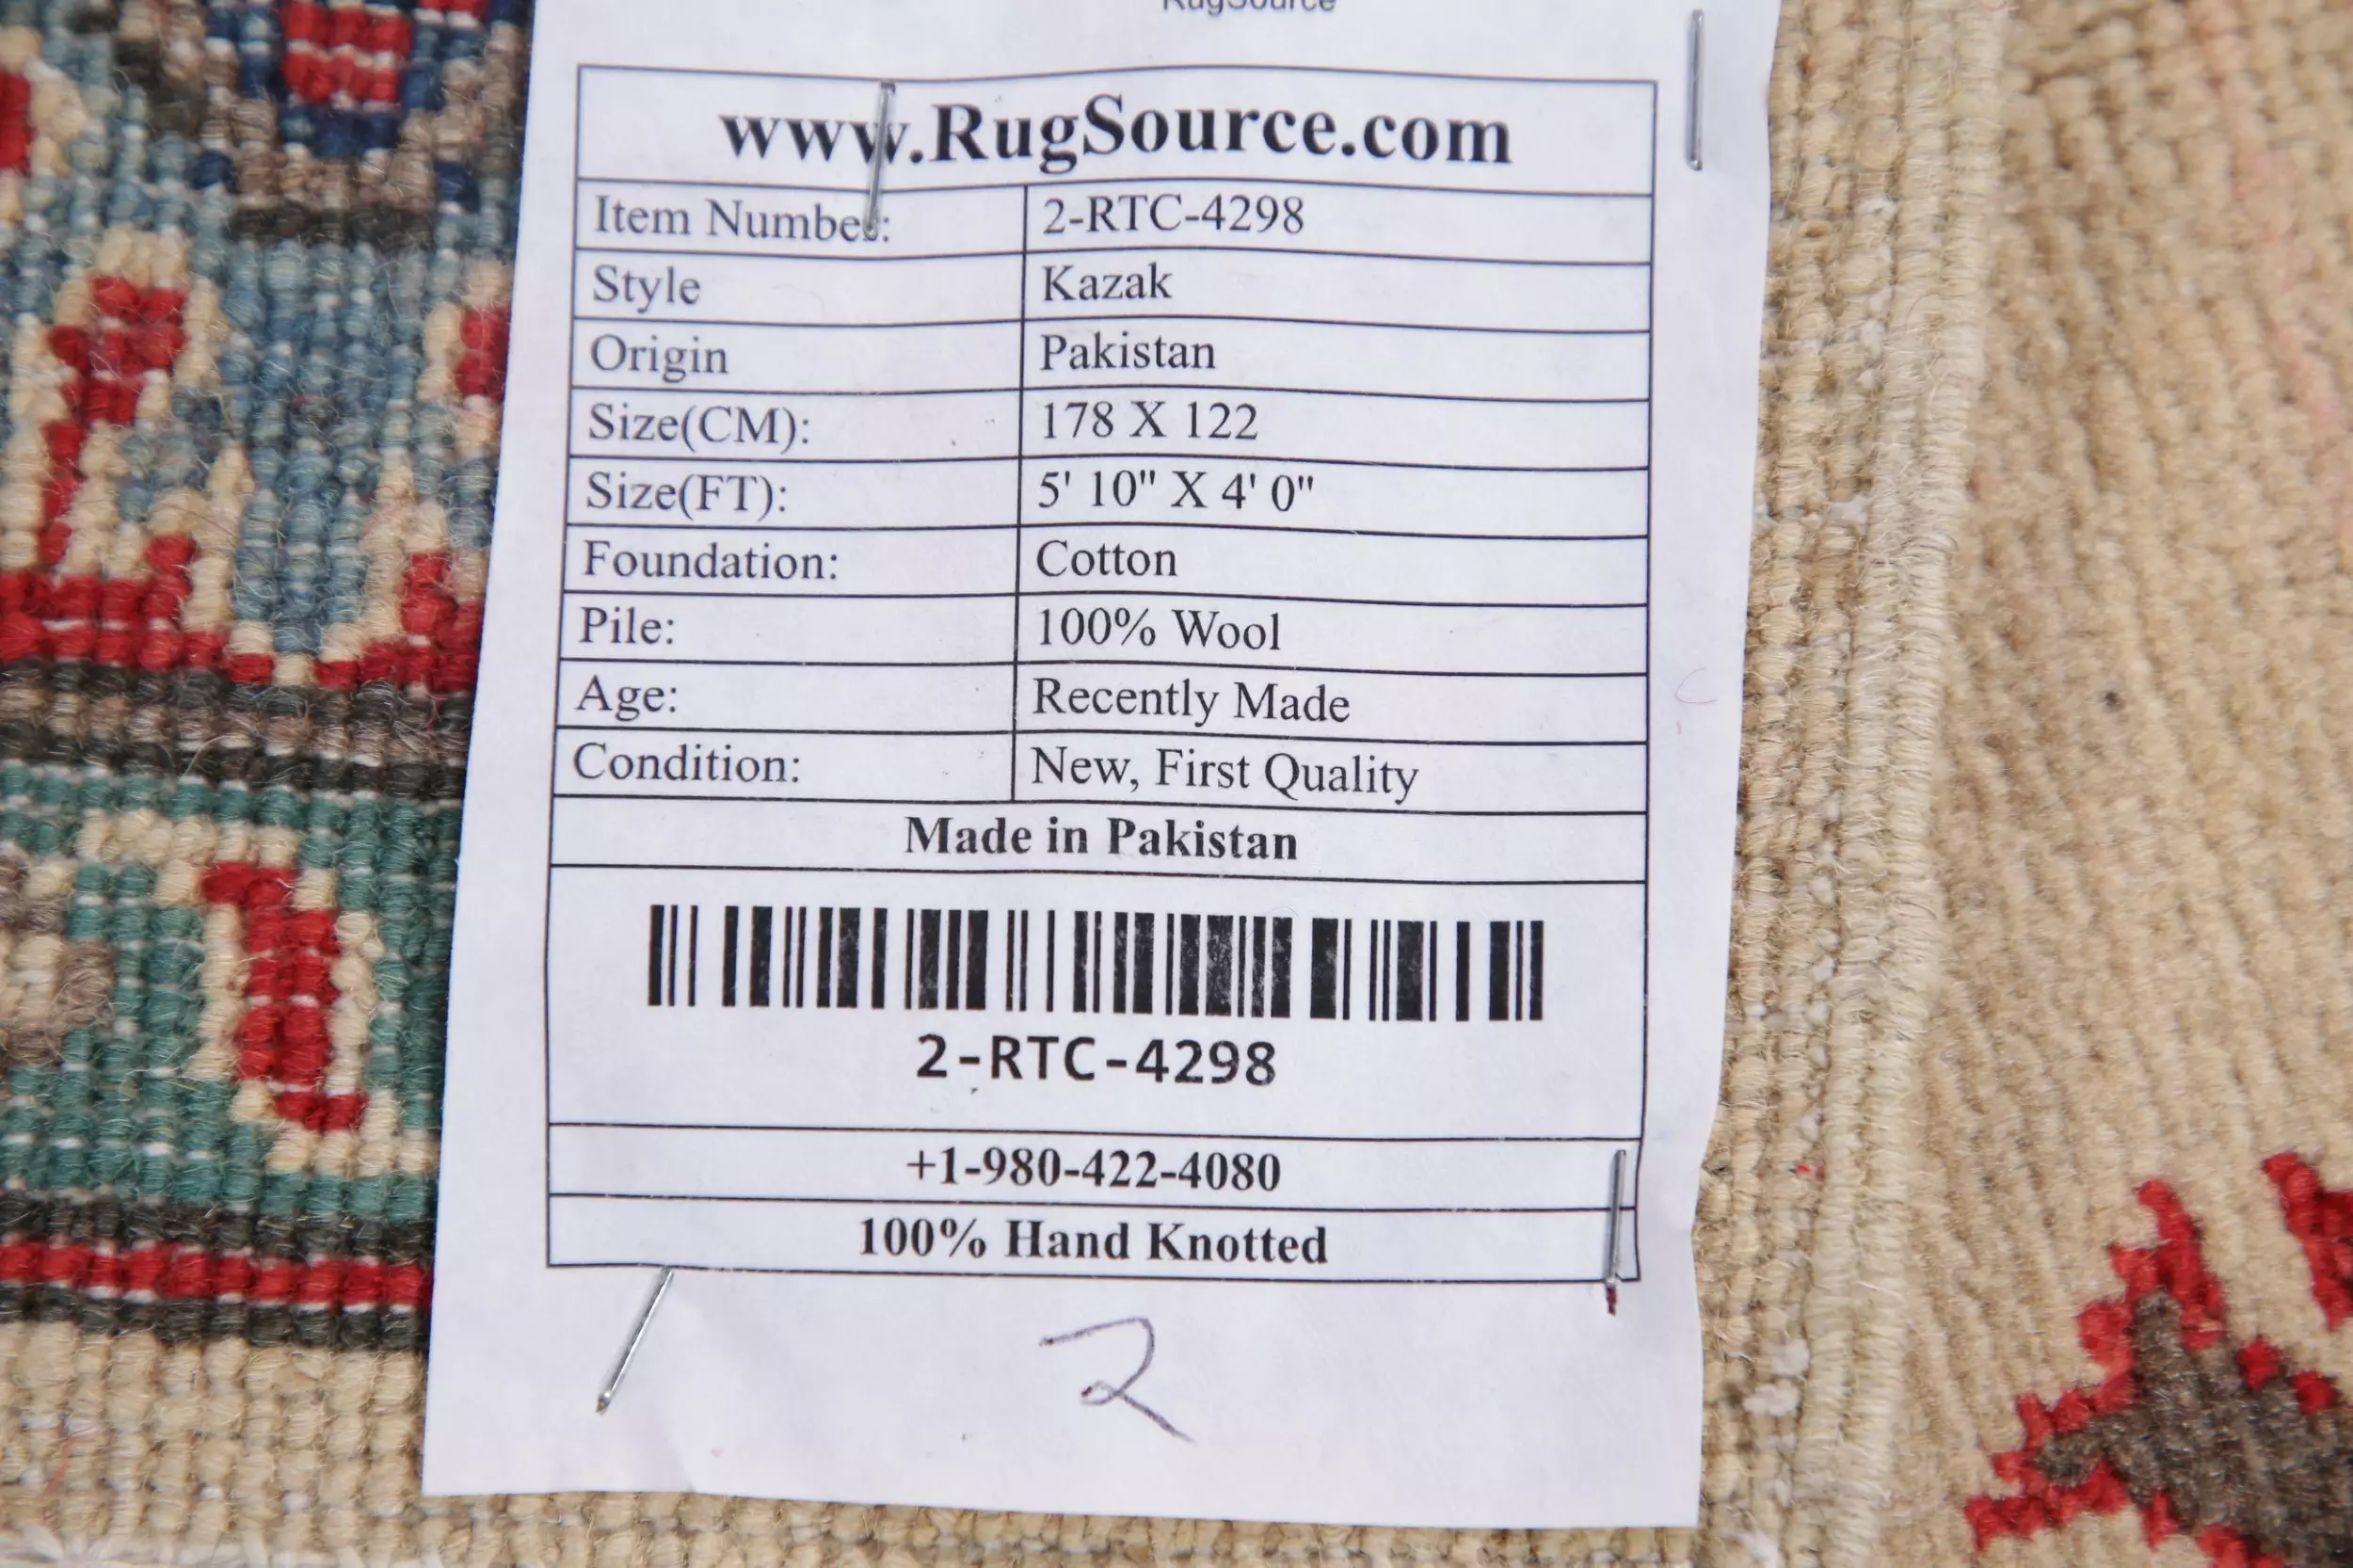 RugSource
www.RugSource.com
Item Number: 2-RTC-4298
Style Kazak
Origin Pakistan
Size(CM): 178 X 122
Size(FT): 5' 10" X 4' 0"
Foundation: Cotton
Pile: 100% Wool
Age: Recently Made
Condition: New, First Quality
Made in Pakistan
2-RTC-4298
+1-980-422-4080
100% Hand Knotted
2